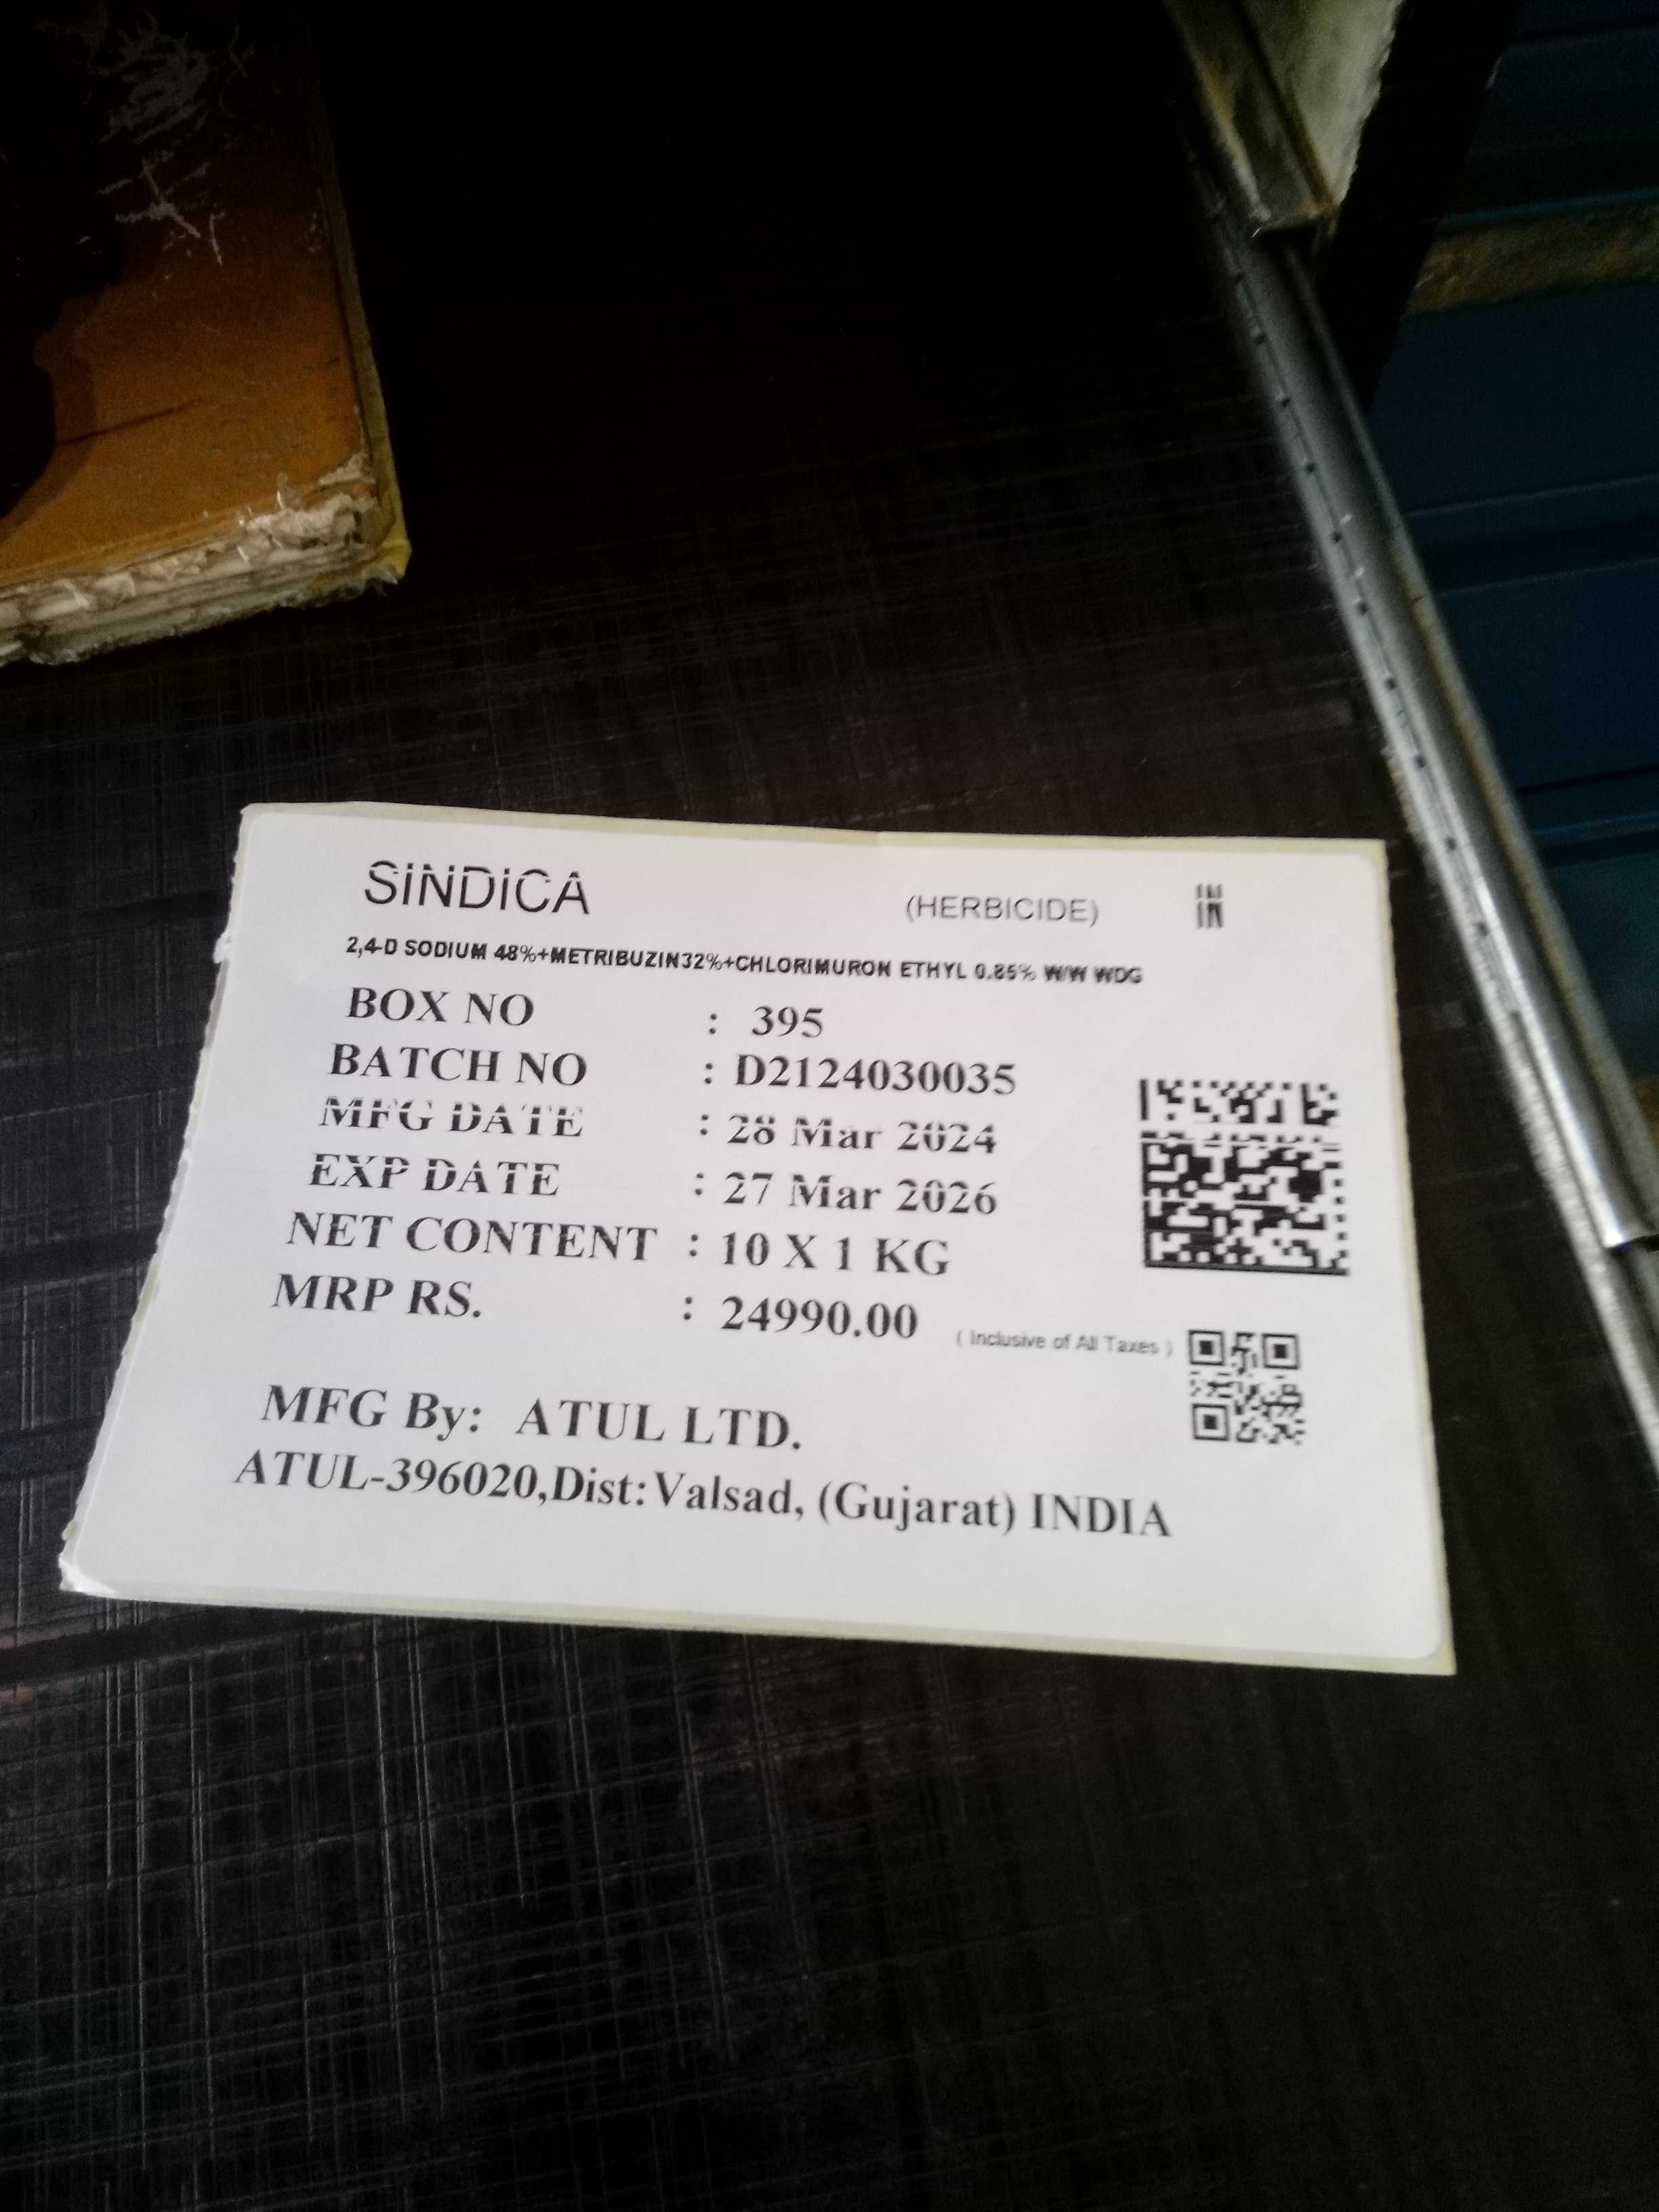 SINDICA (HERBICIDE)
2,4-D SODIUM 48%+METRIBUZIN32%+CHLORIMURON ETHYL 0.85% W/W WDG
BOX NO : 395
BATCH NO : D2124030035
MFG DATE : 28 Mar 2024
EXP DATE : 27 Mar 2026
NET CONTENT : 10 X 1 KG
MRP RS. : 24990.00 ( Inclusive of All Taxes )
MFG By: ATUL LTD.
ATUL-396020,Dist:Valsad, (Gujarat) INDIA